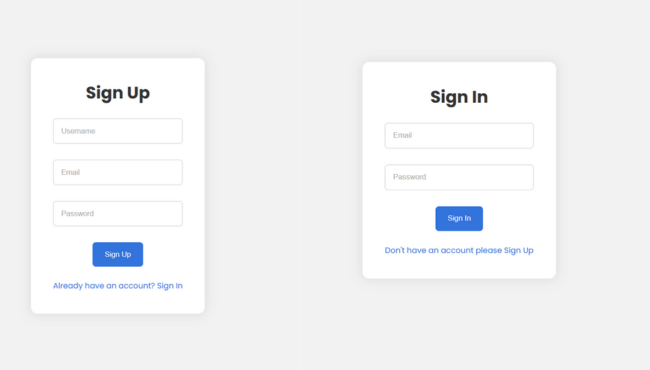 Sign Up
Username
Email
Password
Sign Up
Already have an account? Sign In
Sign In
Email
Password
Sign In
Don't have an account please Sign Up